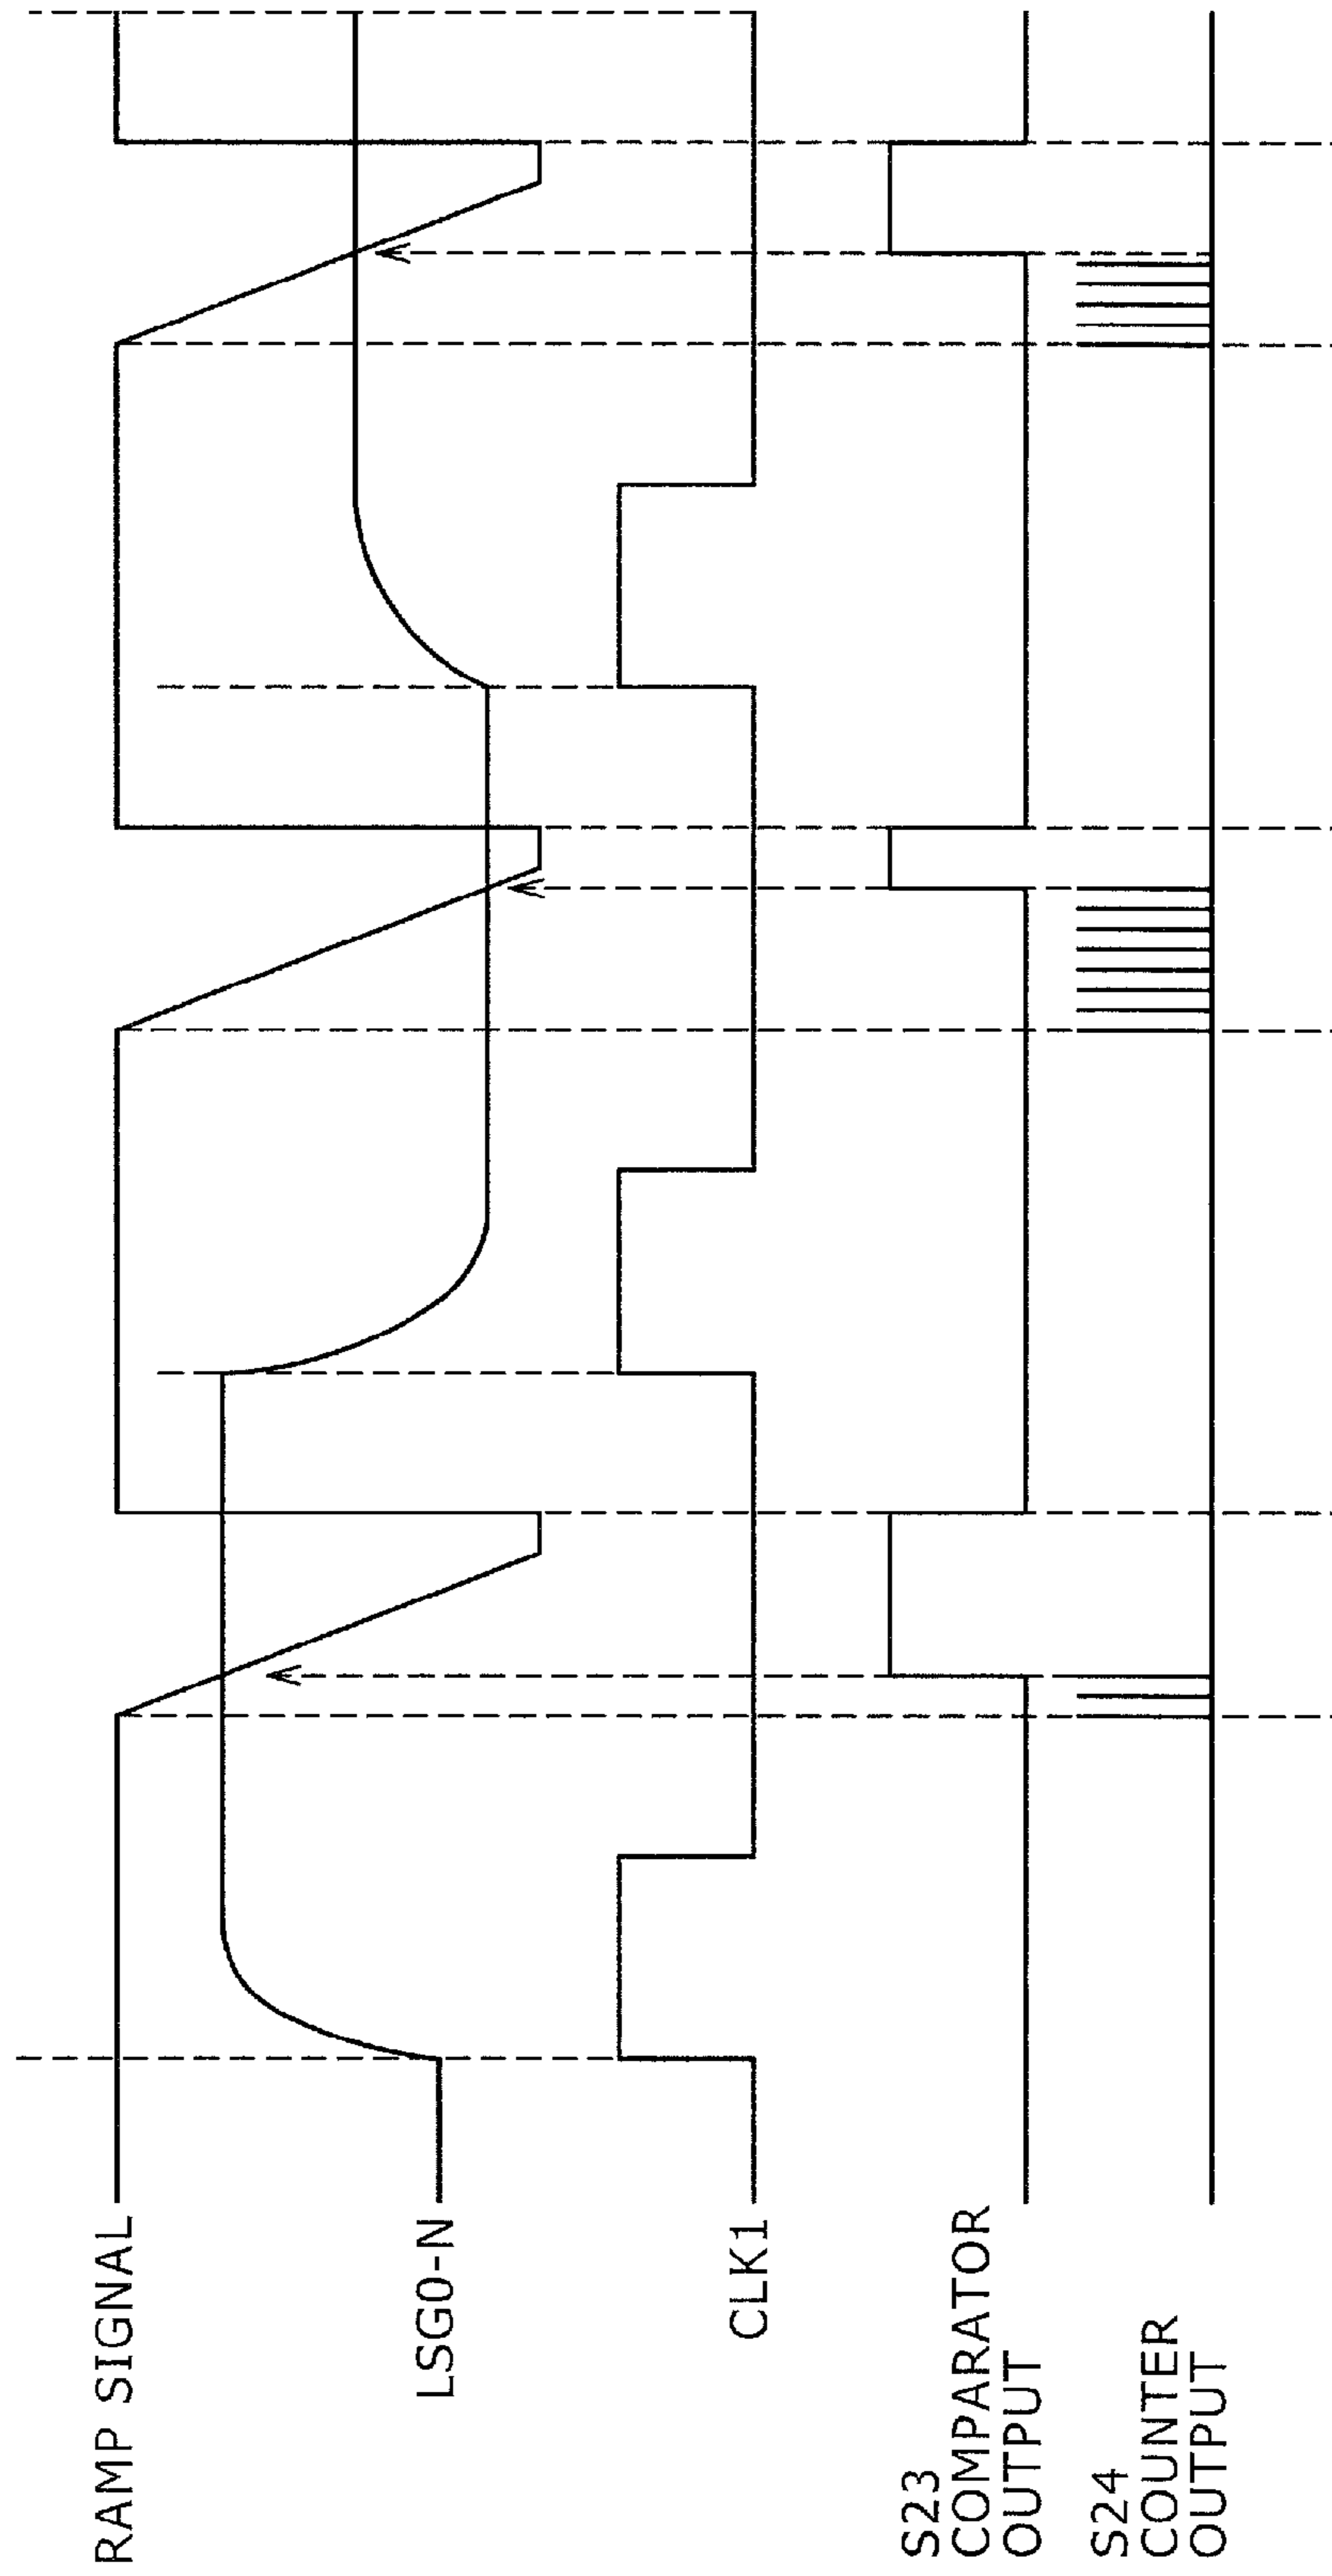 RAMP SIGNAL
LSG0-N
CLK1
S23
COMPARATOR
OUTPUT
S24
COUNTER
OUTPUT